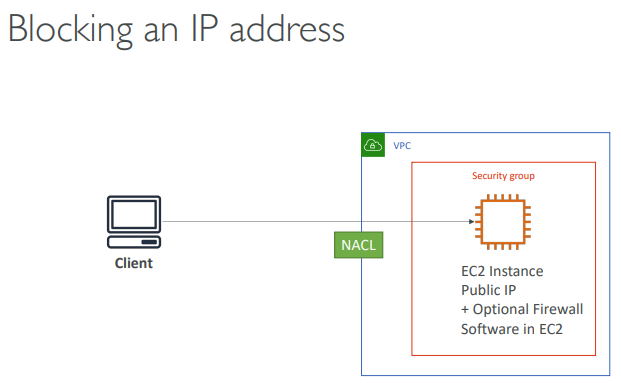 Blocking an IP address
VPC
Security group
NACL
Client
EC2 Instance
Public IP
+ Optional Firewall
Software in EC2